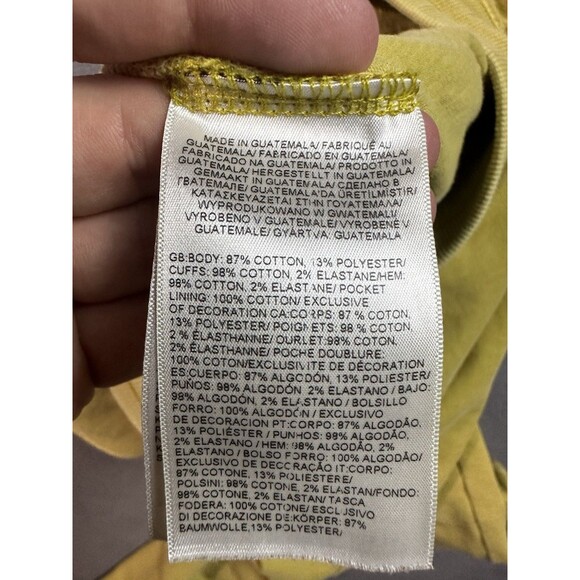 MADE IN GUATEMALA/ FABRIQUÉ AU
GUATEMALA/ FABRICADO EN GUATEMALA/
FABRICADO NA GUATEMALA/ PRODOTTO IN
GUATEMALA/ HERGESTELLT IN GUATEMALA/
GEMAAKT IN GUATEMALA/ СДЕЛАНО В
ГВАТЕМАЛЕ/ GUATEMALA'DA ÜRETİLMİŞTİR/
ΚΑΤΑΣΚΕΥΑΖΕΤΑΙ ΣΤΗ ΓΟΥΑΤΕΜΑΛΑ/
WYPRODUKOWANO W GWATEMALI/
VYROBENO V GUATEMALE/ VYROBENÉ V
GUATEMALE/ GYÁRTVA: GUATEMALA
GB:BODY: 87% COTTON, 13% POLYESTER/
CUFFS: 98% COTTON, 2% ELASTANE/HEM:
98% COTTON, 2% ELASTANE/ POCKET
LINING: 100% COTTON/ EXCLUSIVE
OF DECORATION CA:CORPS: 87 % COTON,
13% POLYESTER/ POIGNETS: 98 % COTON,
2 % ÉLASTHANNE/ OURLET:98% COTON,
2% ÉLASTHANNE/ POCHE DOUBLURE:
100% COTON/EXCLUSIVITE DE DÉCORATION
ES:CUERPO: 87% ALGODÓN, 13% POLIÉSTER/
PUÑOS: 98% ALGODÓN, 2% ELASTANO / BAJO:
98% ALGODÓN, 2% ELASTANO / BOLSILLO
FORRO: 100% ALGODÓN / EXCLUSIVO
DE DECORACION PT:CORPO: 87% ALGODÃO,
13% POLIÉSTER / PUNHOS: 98% ALGODÃO,
2% ELASTANO / HEM: 98% ALGODÃO, 2%
ELASTANO / BOLSO FORRO: 100% ALGODÃO/
EXCLUSIVO DE DECORAÇÃO IT:CORPO:
87% COTONE, 13% POLIESTERE/
POLSINI: 98% COTONE, 2% ELASTAN/FONDO:
98% COTONE, 2% ELASTAN/ TASCA
FODERA: 100% COTONE/ ESCLUSIVO
DI DECORAZIONE DE:KÖRPER: 87%
BAUMWOLLE,13% POLYESTER/